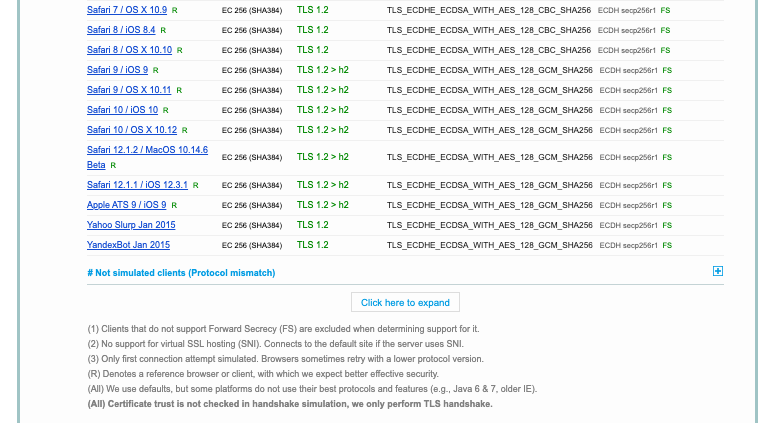 Safari 7 / OS X 10.9 R EC 256 (SHA384) TLS 1.2 TLS_ECDHE_ECDSA_WITH_AES_128_CBC_SHA256 ECDH secp256r1 FS
Safari 8 / iOS 8.4 R EC 256 (SHA384) TLS 1.2 TLS_ECDHE_ECDSA_WITH_AES_128_CBC_SHA256 ECDH secp256r1 FS
Safari 8 / OS X 10.10 R EC 256 (SHA384) TLS 1.2 TLS_ECDHE_ECDSA_WITH_AES_128_CBC_SHA256 ECDH secp256r1 FS
Safari 9 / iOS 9 R EC 256 (SHA384) TLS 1.2 > h2 TLS_ECDHE_ECDSA_WITH_AES_128_GCM_SHA256 ECDH secp256r1 FS
Safari 9 / OS X 10.11 R EC 256 (SHA384) TLS 1.2 > h2 TLS_ECDHE_ECDSA_WITH_AES_128_GCM_SHA256 ECDH secp256r1 FS
Safari 10 / iOS 10 R EC 256 (SHA384) TLS 1.2 > h2 TLS_ECDHE_ECDSA_WITH_AES_128_GCM_SHA256 ECDH secp256r1 FS
Safari 10 / OS X 10.12 R EC 256 (SHA384) TLS 1.2 > h2 TLS_ECDHE_ECDSA_WITH_AES_128_GCM_SHA256 ECDH secp256r1 FS
Safari 12.1.2 / MacOS 10.14.6
Beta R EC 256 (SHA384) TLS 1.2 > h2 TLS_ECDHE_ECDSA_WITH_AES_128_GCM_SHA256 ECDH secp256r1 FS
Safari 12.1.1 / iOS 12.3.1 R EC 256 (SHA384) TLS 1.2 > h2 TLS_ECDHE_ECDSA_WITH_AES_128_GCM_SHA256 ECDH secp256r1 FS
Apple ATS 9 / iOS 9 R EC 256 (SHA384) TLS 1.2 > h2 TLS_ECDHE_ECDSA_WITH_AES_128_GCM_SHA256 ECDH secp256r1 FS
Yahoo Slurp Jan 2015 EC 256 (SHA384) TLS 1.2 TLS_ECDHE_ECDSA_WITH_AES_128_GCM_SHA256 ECDH secp256r1 FS
YandexBot Jan 2015 EC 256 (SHA384) TLS 1.2 TLS_ECDHE_ECDSA_WITH_AES_128_GCM_SHA256 ECDH secp256r1 FS
# Not simulated clients (Protocol mismatch)
Click here to expand
(1) Clients that do not support Forward Secrecy (FS) are excluded when determining support for it.
(2) No support for virtual SSL hosting (SNI). Connects to the default site if the server uses SNI.
(3) Only first connection attempt simulated. Browsers sometimes retry with a lower protocol version.
(R) Denotes a reference browser or client, with which we expect better effective security.
(All) We use defaults, but some platforms do not use their best protocols and features (e.g., Java 6 & 7, older IE).
(All) Certificate trust is not checked in handshake simulation, we only perform TLS handshake.